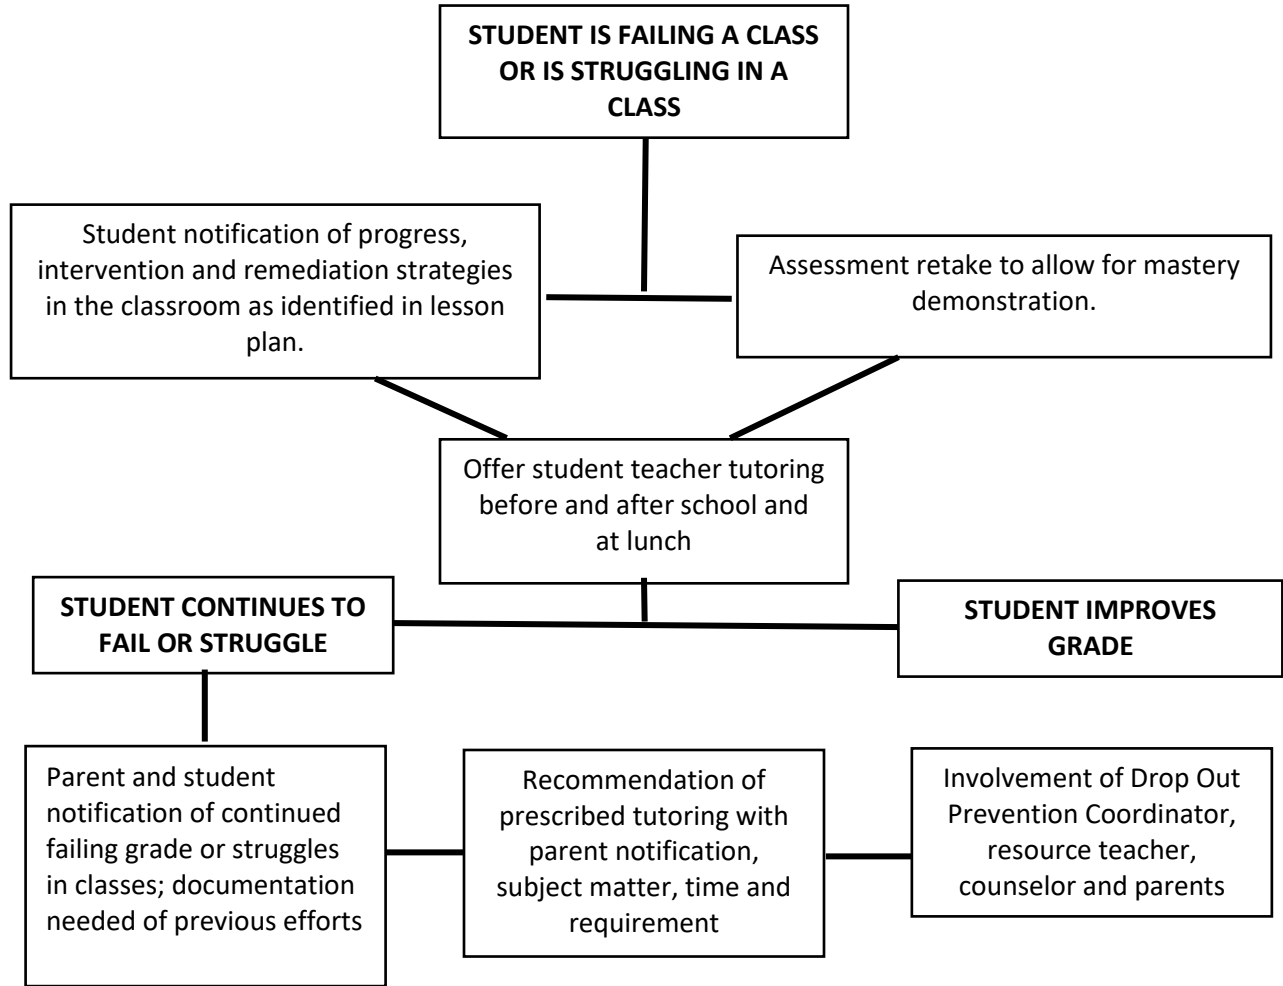 STUDENT IS FAILING A CLASS
OR IS STRUGGLING IN A
CLASS
Student notification of progress,
intervention and remediation strategies
in the classroom as identified in lesson
plan.
Assessment retake to allow for mastery
demonstration.
Offer student teacher tutoring
before and after school and
at lunch
STUDENT CONTINUES TO
FAIL OR STRUGGLE
STUDENT IMPROVES
GRADE
Parent and student
notification of continued
failing grade or struggles
in classes; documentation
needed of previous efforts
Recommendation of
prescribed tutoring with
parent notification,
subject matter, time and
requirement
Involvement of Drop Out
Prevention Coordinator,
resource teacher,
counselor and parents